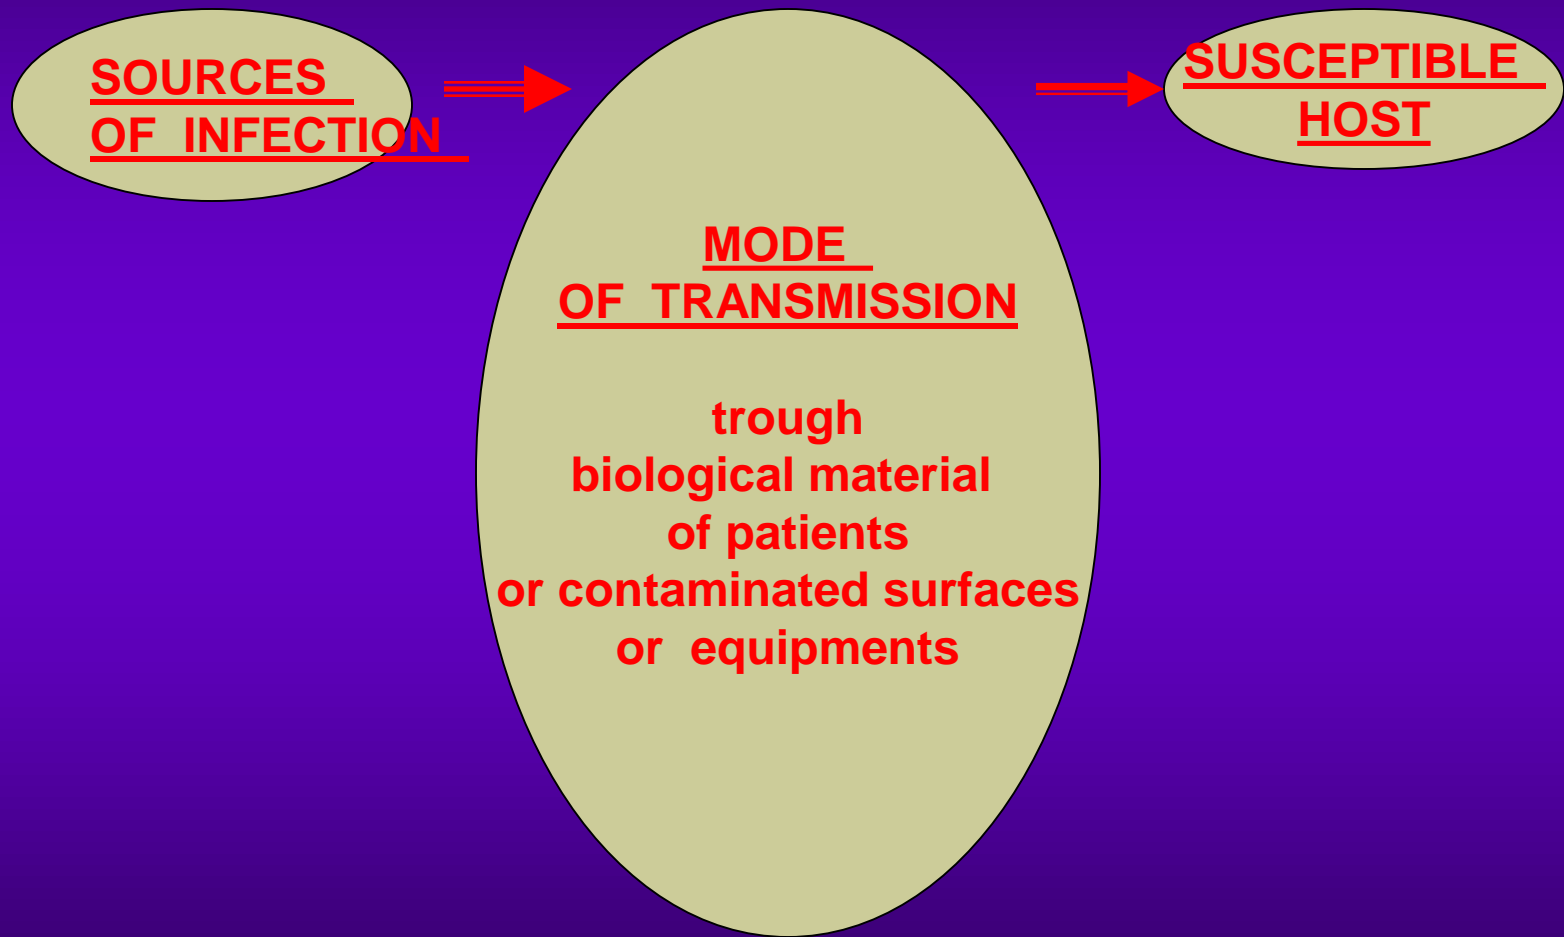 SOURCES
OF INFECTION
MODE
OF TRANSMISSION
trough
biological material
of patients
or contaminated surfaces
or equipments
SUSCEPTIBLE
HOST